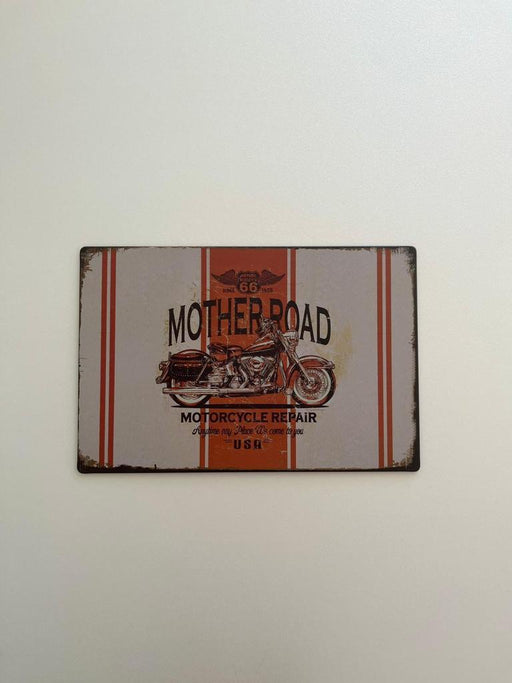 66
SINCE 1926
MOTHER ROAD
MOTORCYCLE REPAiR
Anytime any Place We come to you
USA